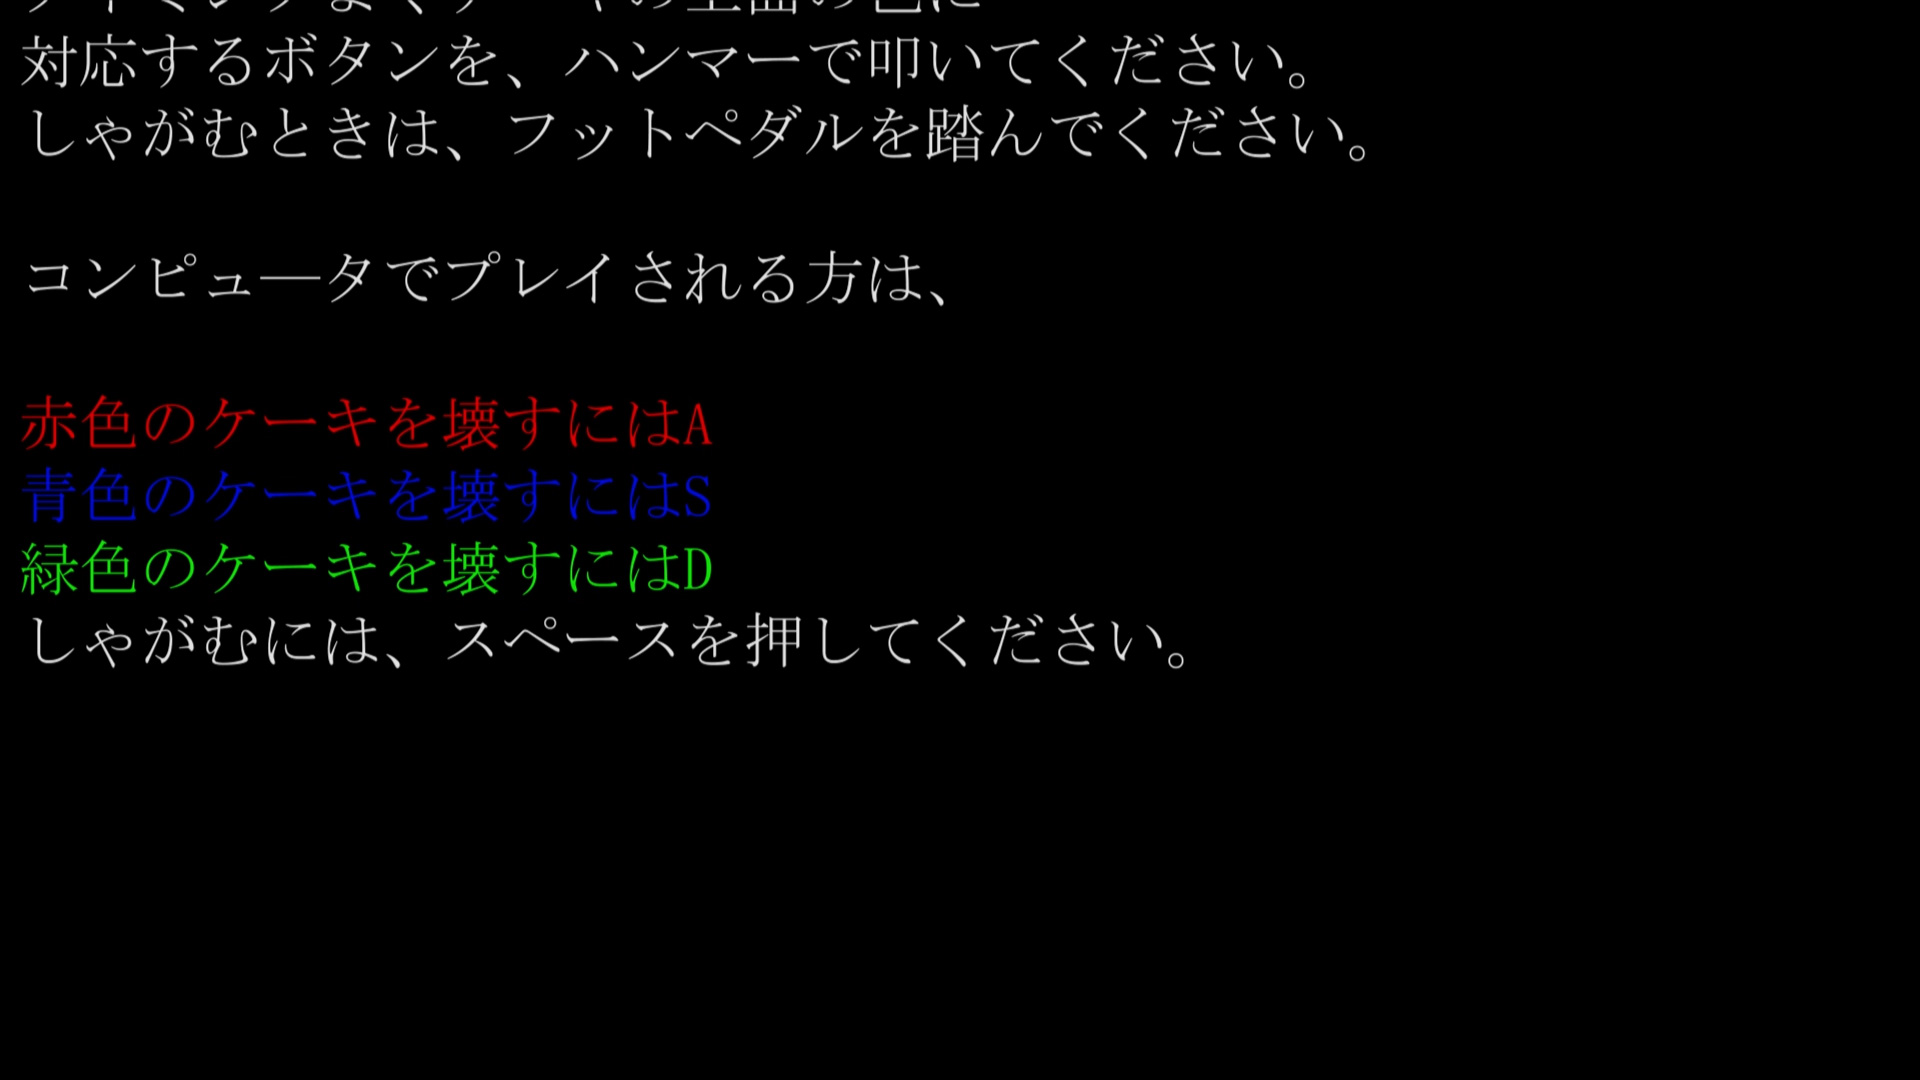 対応するボタンを、ハンマーで叩いてください。
しゃがむときは、フットペダルを踏んでください。
コンピュ―タでプレイされる方は、
赤色のケーキを壊すにはA
青色のケーキを壊すにはS
緑色のケーキを壊すにはD
しゃがむには、スペースを押してください。